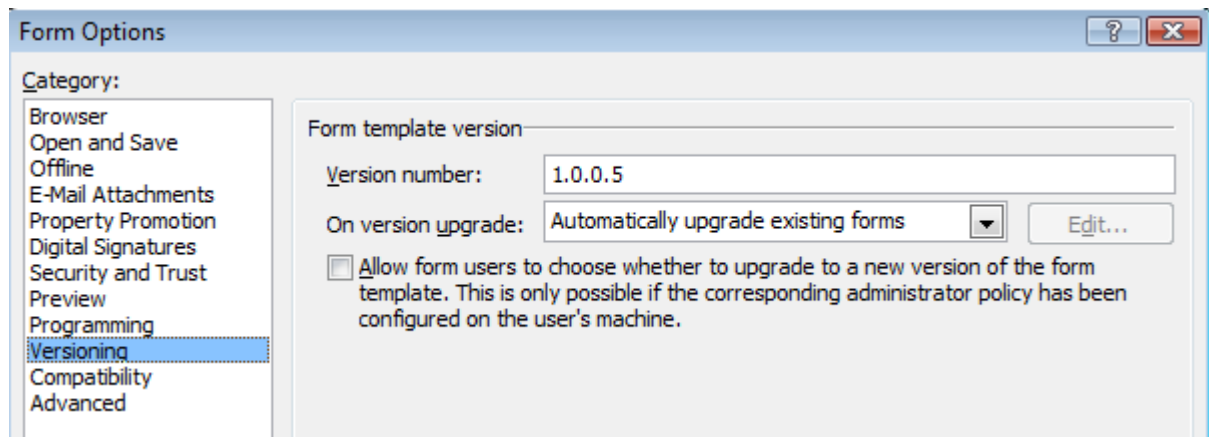 Form Options
?
Category:
Browser
Open and Save
Offline
E-Mail Attachments
Property Promotion
Digital Signatures
Security and Trust
Preview
Programming
Versioning
Compatibility
Advanced
Form template version
Version number: 1.0.0.5
On version upgrade: Automatically upgrade existing forms Edit...
Allow form users to choose whether to upgrade to a new version of the form
template. This is only possible if the corresponding administrator policy has been
configured on the user's machine.